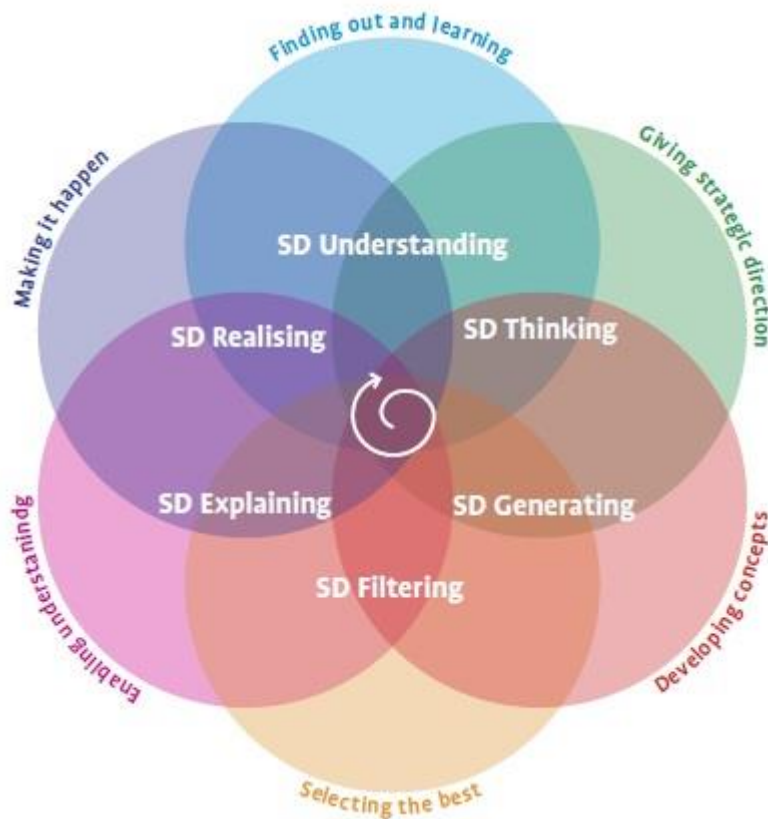 Finding out and learning
Giving strategic direction
Making it happen
SD Understanding
SD Realising
SD Thinking
SD Explaining
SD Generating
SD Filtering
Enabling understaning
Developing concepts
Selecting the best